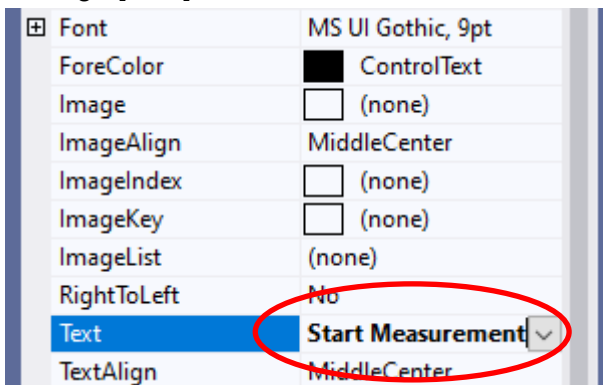 Font MS UI Gothic, 9pt
ForeColor ControlText
Image (none)
ImageAlign MiddleCenter
ImageIndex (none)
ImageKey (none)
ImageList (none)
RightToLeft No
Text Start Measurement
TextAlign MiddleCenter